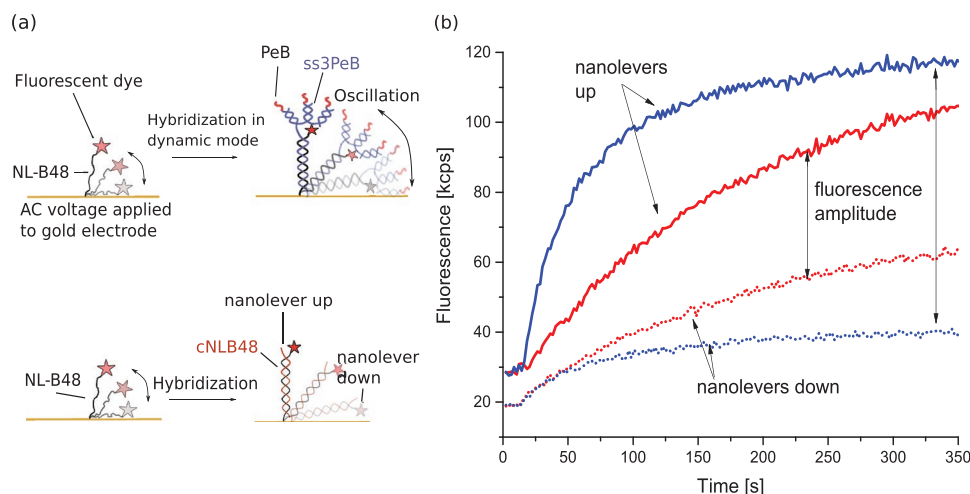 (a)
PeB
ss3PeB
Fluorescent dye
Oscillation
Hybridization in
dynamic mode
NL-B48
AC voltage applied
to gold electrode
nanolever up
cNLB48
nanolever
down
NL-B48
Hybridization
(b)
120
100
80
60
40
20
Fluorescence [kcps]
nanolevers
up
fluorescence
amplitude
nanolevers down
0
50
100
150
200
250
300
350
Time [s]